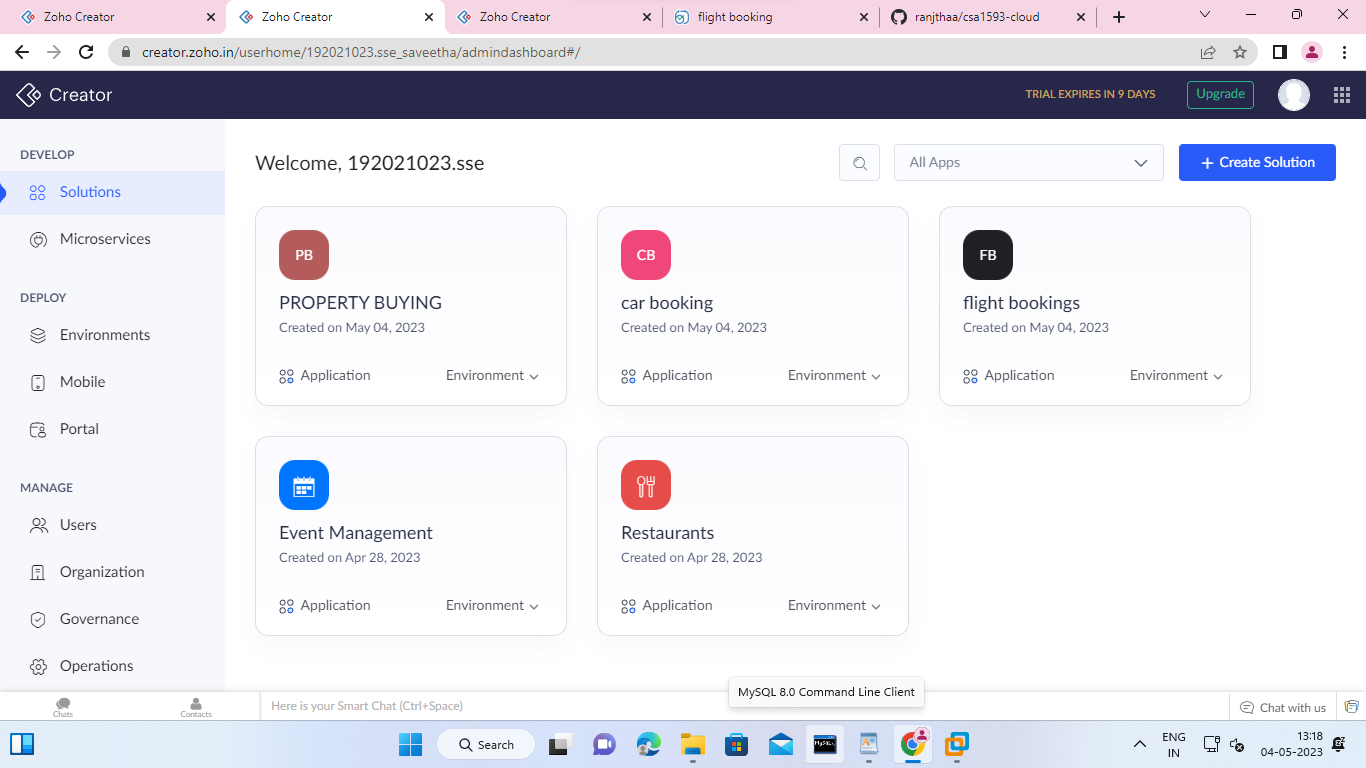 Zoho Creator
Zoho Creator
Zoho Creator
flight booking
ranjthaa/csa1593-cloud
creator.zoho.in/userhome/192021023.sse_saveetha/admindashboard#/
Creator
TRIAL EXPIRES IN 9 DAYS
Upgrade
DEVELOP
Solutions
Microservices
DEPLOY
Environments
Mobile
Portal
MANAGE
Users
Organization
Governance
Operations
Welcome, 192021023.sse
All Apps
+ Create Solution
PB
PROPERTY BUYING
Created on May 04, 2023
Application
Environment
CB
car booking
Created on May 04, 2023
Application
Environment
FB
flight bookings
Created on May 04, 2023
Application
Environment
Event Management
Created on Apr 28, 2023
Application
Environment
Restaurants
Created on Apr 28, 2023
Application
Environment
MySQL 8.0 Command Line Client
Chats
Contacts
Here is your Smart Chat (Ctrl+Space)
Chat with us
Search
MySQL
ENG
IN
13:18
04-05-2023